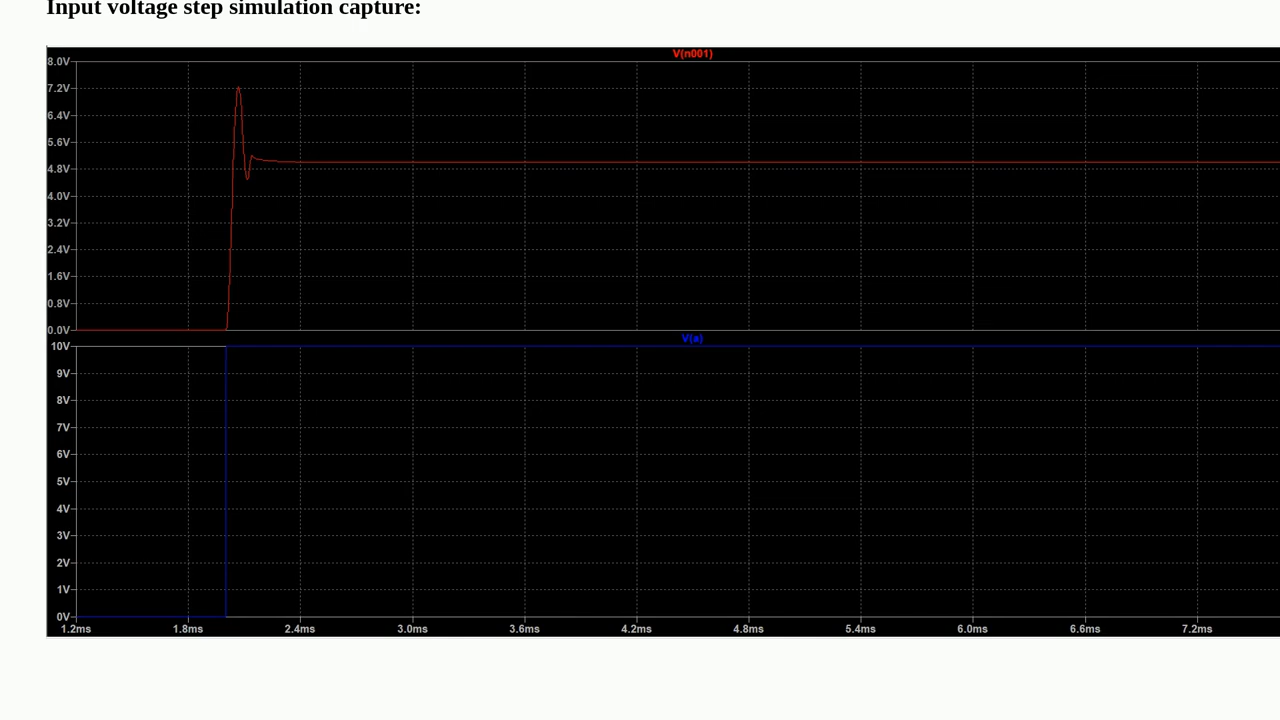 Input voltage step simulation capture:
V(n001)
8.0V
7.2V
6.4V
5.6V
4.8V
4.0V
3.2V
2.4V
1.6V
0.8V
0.0V
V(a)
10V
9V
8V
7V
6V
5V
4V
3V
2V
1V
0V
1.2ms 1.8ms 2.4ms 3.0ms 3.6ms 4.2ms 4.8ms 5.4ms 6.0ms 6.6ms 7.2ms